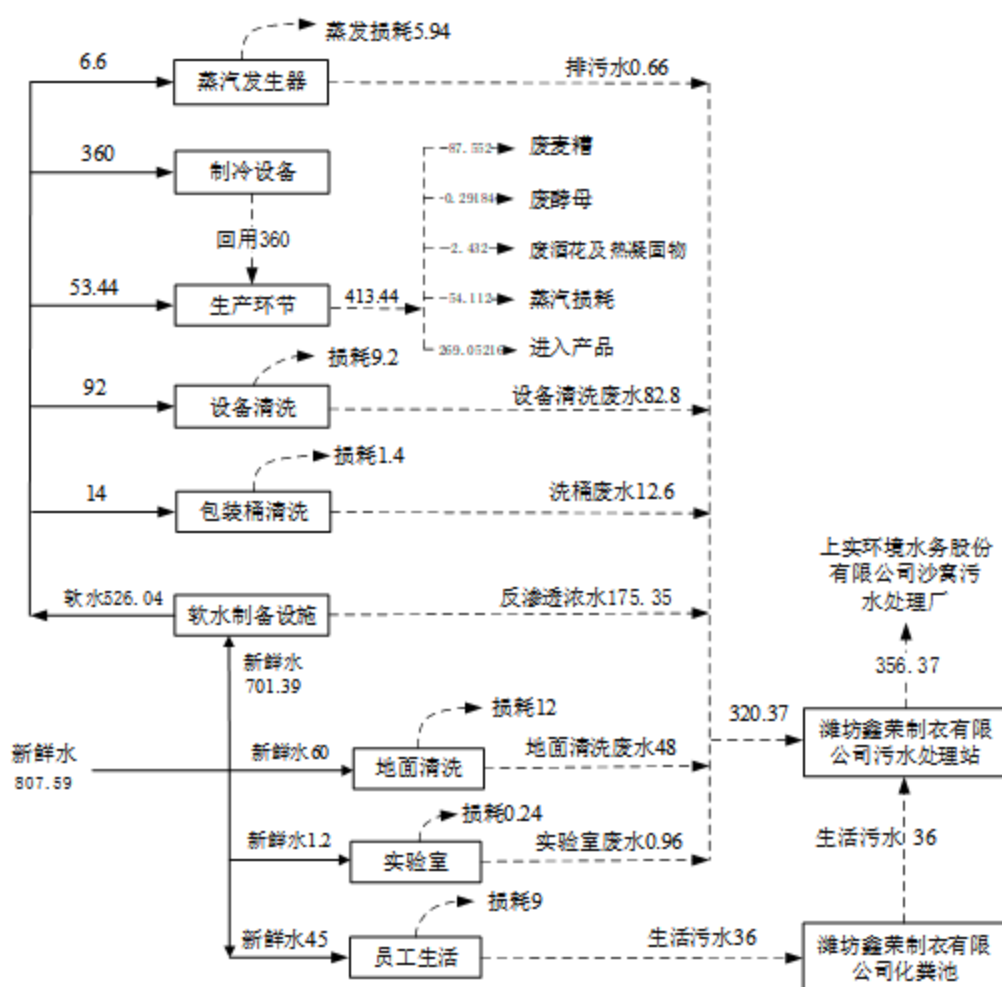 蒸发损耗5.94
6.6
蒸汽发生器
排污水0.66
360
制冷设备
87.552
废麦糟
0.29184
废酵母
回用360
2.432
废酒花及热凝固物
53.44
生产环节
413.44
54.112
蒸汽损耗
269.05216
进入产品
损耗9.2
92
设备清洗
设备清洗废水82.8
损耗1.4
14
包装桶清洗
洗桶废水12.6
上实环境水务股份
有限公司沙窝污
水处理厂
软水526.04
软水制备设施
反渗透浓水175.35
新鲜水
701.39
356.37
损耗12
320.37
新鲜水
807.59
新鲜水60
地面清洗
地面清洗废水48
潍坊鑫荣制衣有限
公司污水处理站
损耗0.24
新鲜水1.2
实验室
实验室废水0.96
生活污水 36
损耗9
新鲜水45
员工生活
生活污水36
潍坊鑫荣制衣有限
公司化粪池